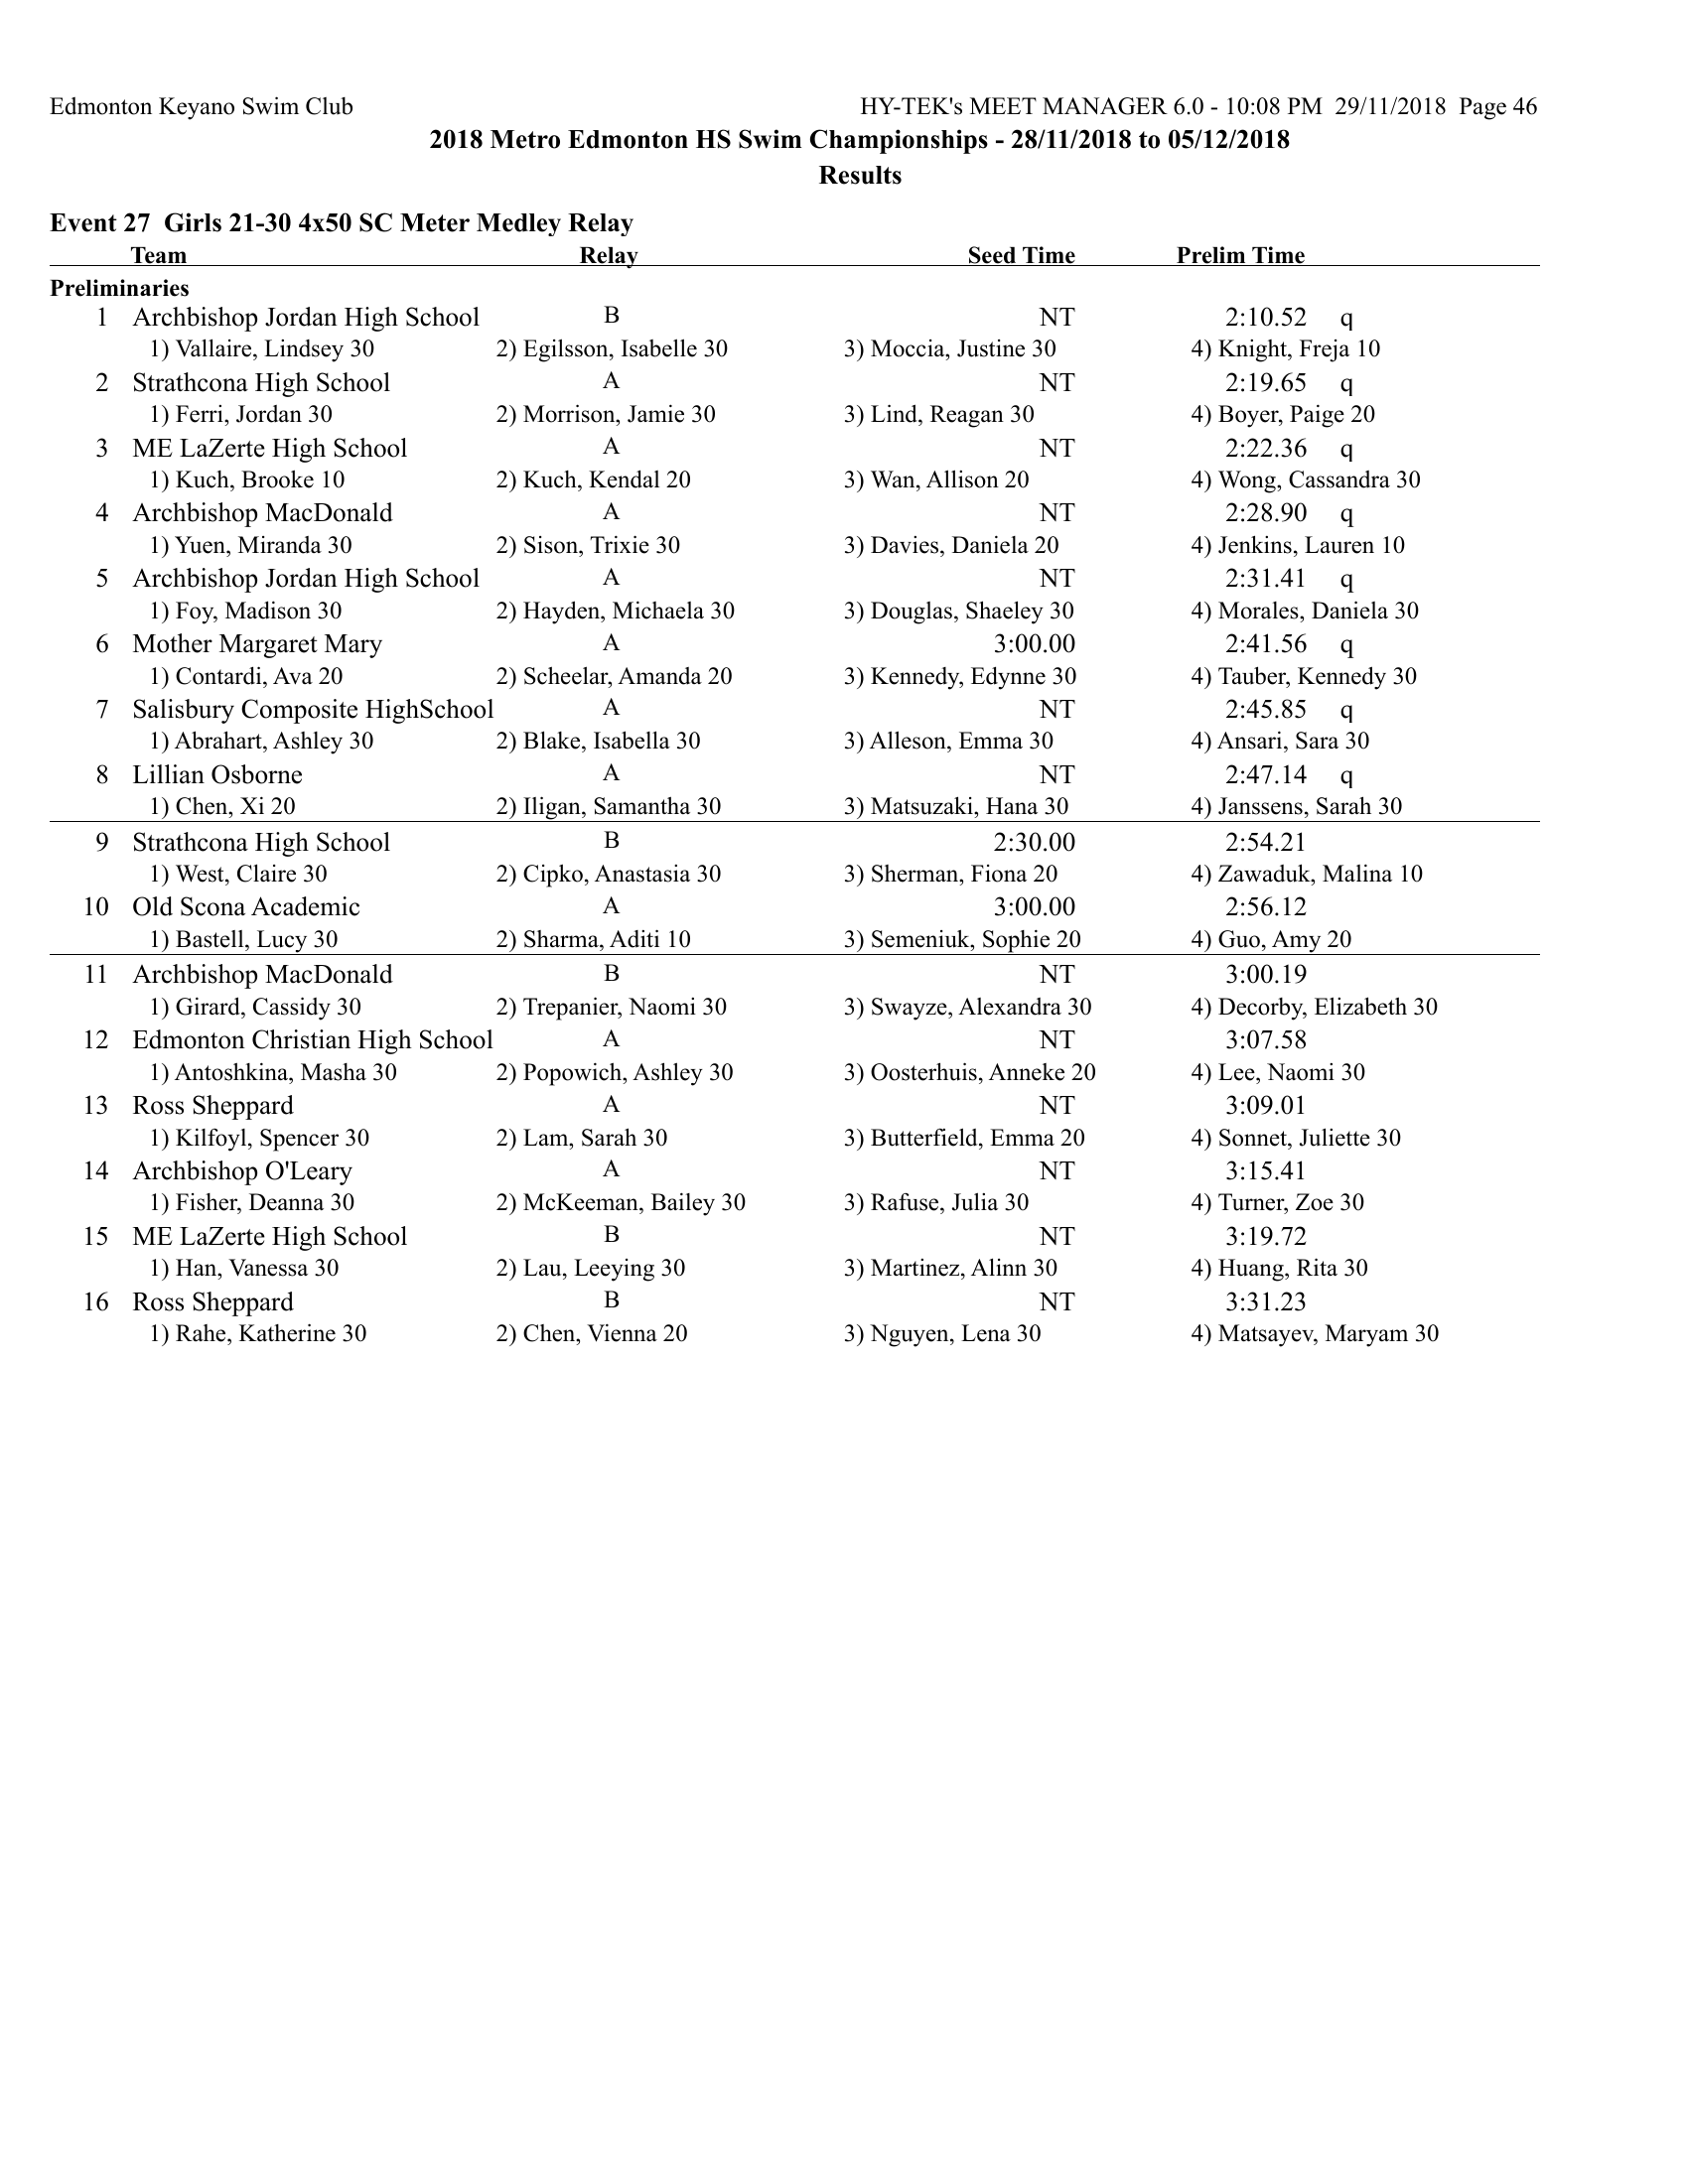 Edmonton Keyano Swim Club HY-TEK's MEET MANAGER 6.0 - 10:08 PM 29/11/2018 Page 46
2018 Metro Edmonton HS Swim Championships - 28/11/2018 to 05/12/2018
Results
Event 27 Girls 21-30 4x50 SC Meter Medley Relay
Team Relay Seed Time Prelim Time
Preliminaries
1 Archbishop Jordan High School B NT 2:10.52 q
1) Vallaire, Lindsey 30 2) Egilsson, Isabelle 30 3) Moccia, Justine 30 4) Knight, Freja 10
2 Strathcona High School A NT 2:19.65 q
1) Ferri, Jordan 30 2) Morrison, Jamie 30 3) Lind, Reagan 30 4) Boyer, Paige 20
3 ME LaZerte High School A NT 2:22.36 q
1) Kuch, Brooke 10 2) Kuch, Kendal 20 3) Wan, Allison 20 4) Wong, Cassandra 30
4 Archbishop MacDonald A NT 2:28.90 q
1) Yuen, Miranda 30 2) Sison, Trixie 30 3) Davies, Daniela 20 4) Jenkins, Lauren 10
5 Archbishop Jordan High School A NT 2:31.41 q
1) Foy, Madison 30 2) Hayden, Michaela 30 3) Douglas, Shaeley 30 4) Morales, Daniela 30
6 Mother Margaret Mary A 3:00.00 2:41.56 q
1) Contardi, Ava 20 2) Scheelar, Amanda 20 3) Kennedy, Edynne 30 4) Tauber, Kennedy 30
7 Salisbury Composite HighSchool A NT 2:45.85 q
1) Abrahart, Ashley 30 2) Blake, Isabella 30 3) Alleson, Emma 30 4) Ansari, Sara 30
8 Lillian Osborne A NT 2:47.14 q
1) Chen, Xi 20 2) Iligan, Samantha 30 3) Matsuzaki, Hana 30 4) Janssens, Sarah 30
9 Strathcona High School B 2:30.00 2:54.21
1) West, Claire 30 2) Cipko, Anastasia 30 3) Sherman, Fiona 20 4) Zawaduk, Malina 10
10 Old Scona Academic A 3:00.00 2:56.12
1) Bastell, Lucy 30 2) Sharma, Aditi 10 3) Semeniuk, Sophie 20 4) Guo, Amy 20
11 Archbishop MacDonald B NT 3:00.19
1) Girard, Cassidy 30 2) Trepanier, Naomi 30 3) Swayze, Alexandra 30 4) Decorby, Elizabeth 30
12 Edmonton Christian High School A NT 3:07.58
1) Antoshkina, Masha 30 2) Popowich, Ashley 30 3) Oosterhuis, Anneke 20 4) Lee, Naomi 30
13 Ross Sheppard A NT 3:09.01
1) Kilfoyl, Spencer 30 2) Lam, Sarah 30 3) Butterfield, Emma 20 4) Sonnet, Juliette 30
14 Archbishop O'Leary A NT 3:15.41
1) Fisher, Deanna 30 2) McKeeman, Bailey 30 3) Rafuse, Julia 30 4) Turner, Zoe 30
15 ME LaZerte High School B NT 3:19.72
1) Han, Vanessa 30 2) Lau, Leeying 30 3) Martinez, Alinn 30 4) Huang, Rita 30
16 Ross Sheppard B NT 3:31.23
1) Rahe, Katherine 30 2) Chen, Vienna 20 3) Nguyen, Lena 30 4) Matsayev, Maryam 30